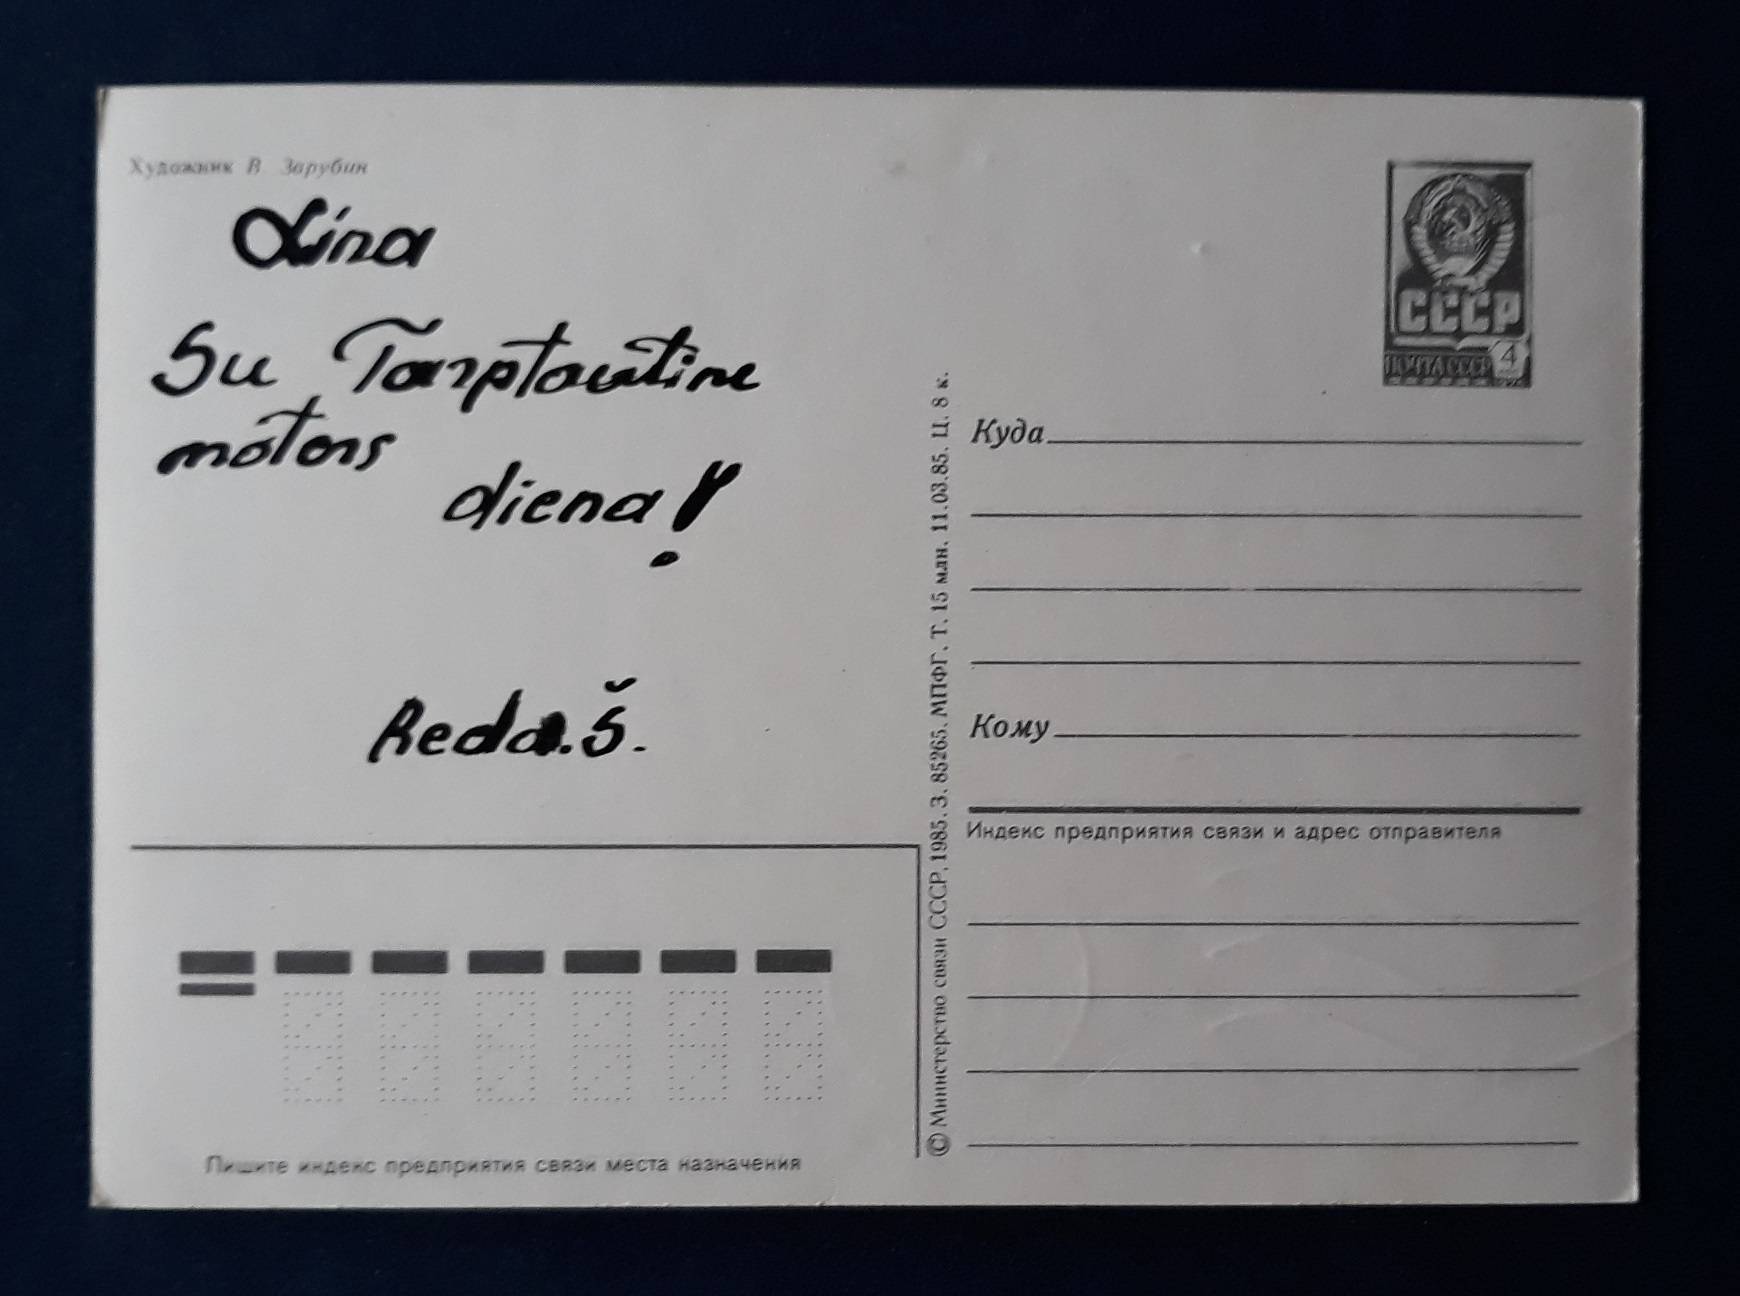 Художник В. Зарубин
Lina
Su Tarptautine
moters
diena!
Reda.Š.
СССР
ПОЧТА СССР 4
Куда
Кому
Индекс предприятия связи и адрес отправителя
© Министерство связи СССР, 1985. З. 85265. МПФГ. Т. 15 млн. 11.03.85. Ц. 8 к.
Пишите индекс предприятия связи места назначения